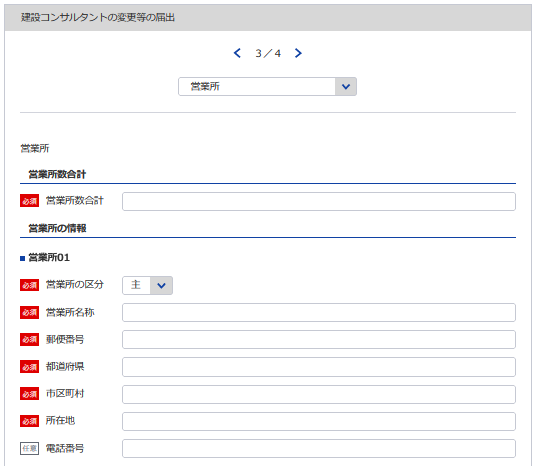 建設コンサルタントの変更等の届出
3／4
営業所
営業所
営業所数合計
必須 営業所数合計
営業所の情報
営業所01
必須 営業所の区分 主
必須 営業所名称
必須 郵便番号
必須 都道府県
必須 市区町村
必須 所在地
任意 電話番号